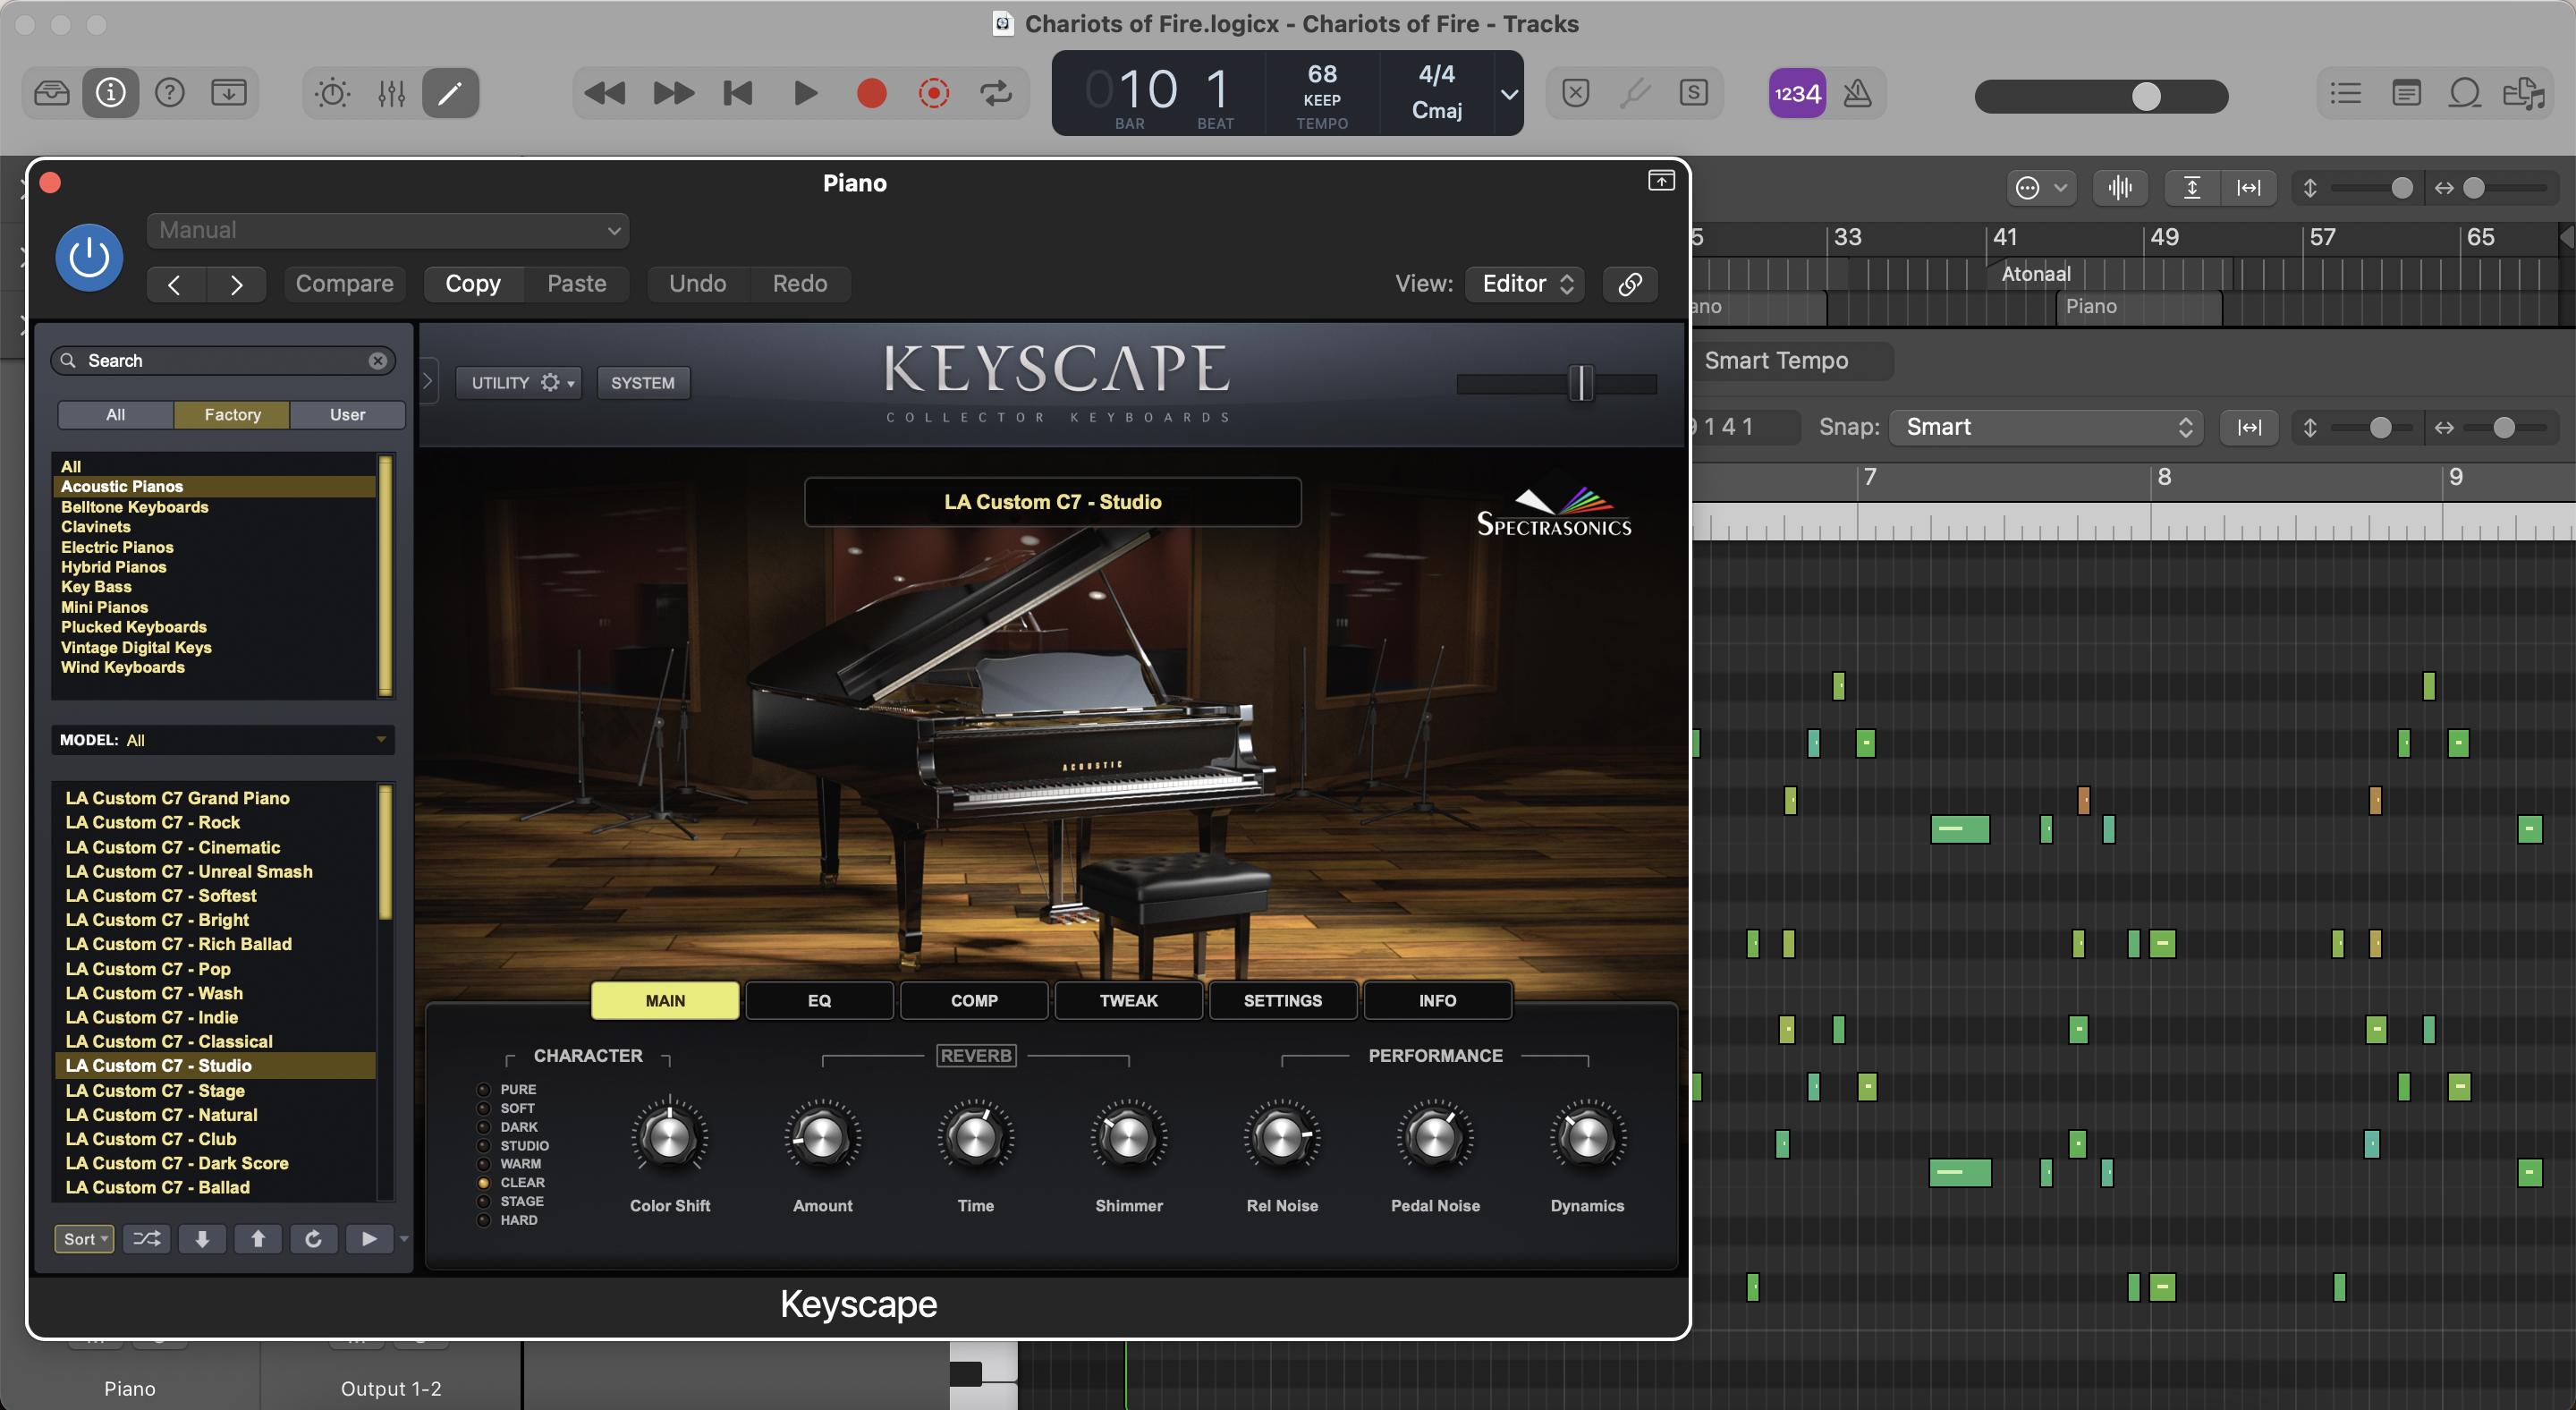 Chariots of Fire.logicx - Chariots of Fire - Tracks
010 1
BAR BEAT
68
KEEP
TEMPO
4/4
Cmaj
S
1234
Piano
Manual
Compare
Copy
Paste
Undo
Redo
View:
Editor
33
41
49
57
65
Atonaal
Piano
Smart Tempo
1 4 1
Snap:
Smart
7
8
9
Search
All
Factory
User
All
Acoustic Pianos
Belltone Keyboards
Clavinets
Electric Pianos
Hybrid Pianos
Key Bass
Mini Pianos
Plucked Keyboards
Vintage Digital Keys
Wind Keyboards
MODEL: All
LA Custom C7 Grand Piano
LA Custom C7 - Rock
LA Custom C7 - Cinematic
LA Custom C7 - Unreal Smash
LA Custom C7 - Softest
LA Custom C7 - Bright
LA Custom C7 - Rich Ballad
LA Custom C7 - Pop
LA Custom C7 - Wash
LA Custom C7 - Indie
LA Custom C7 - Classical
LA Custom C7 - Studio
LA Custom C7 - Stage
LA Custom C7 - Natural
LA Custom C7 - Club
LA Custom C7 - Dark Score
LA Custom C7 - Ballad
Sort
UTILITY
SYSTEM
KEYSCAPE
COLLECTOR KEYBOARDS
LA Custom C7 - Studio
SPECTRASONICS
ACOUSTIC
MAIN
EQ
COMP
TWEAK
SETTINGS
INFO
CHARACTER
REVERB
PERFORMANCE
PURE
SOFT
DARK
STUDIO
WARM
CLEAR
STAGE
HARD
Color Shift
Amount
Time
Shimmer
Rel Noise
Pedal Noise
Dynamics
Keyscape
Piano
Output 1-2